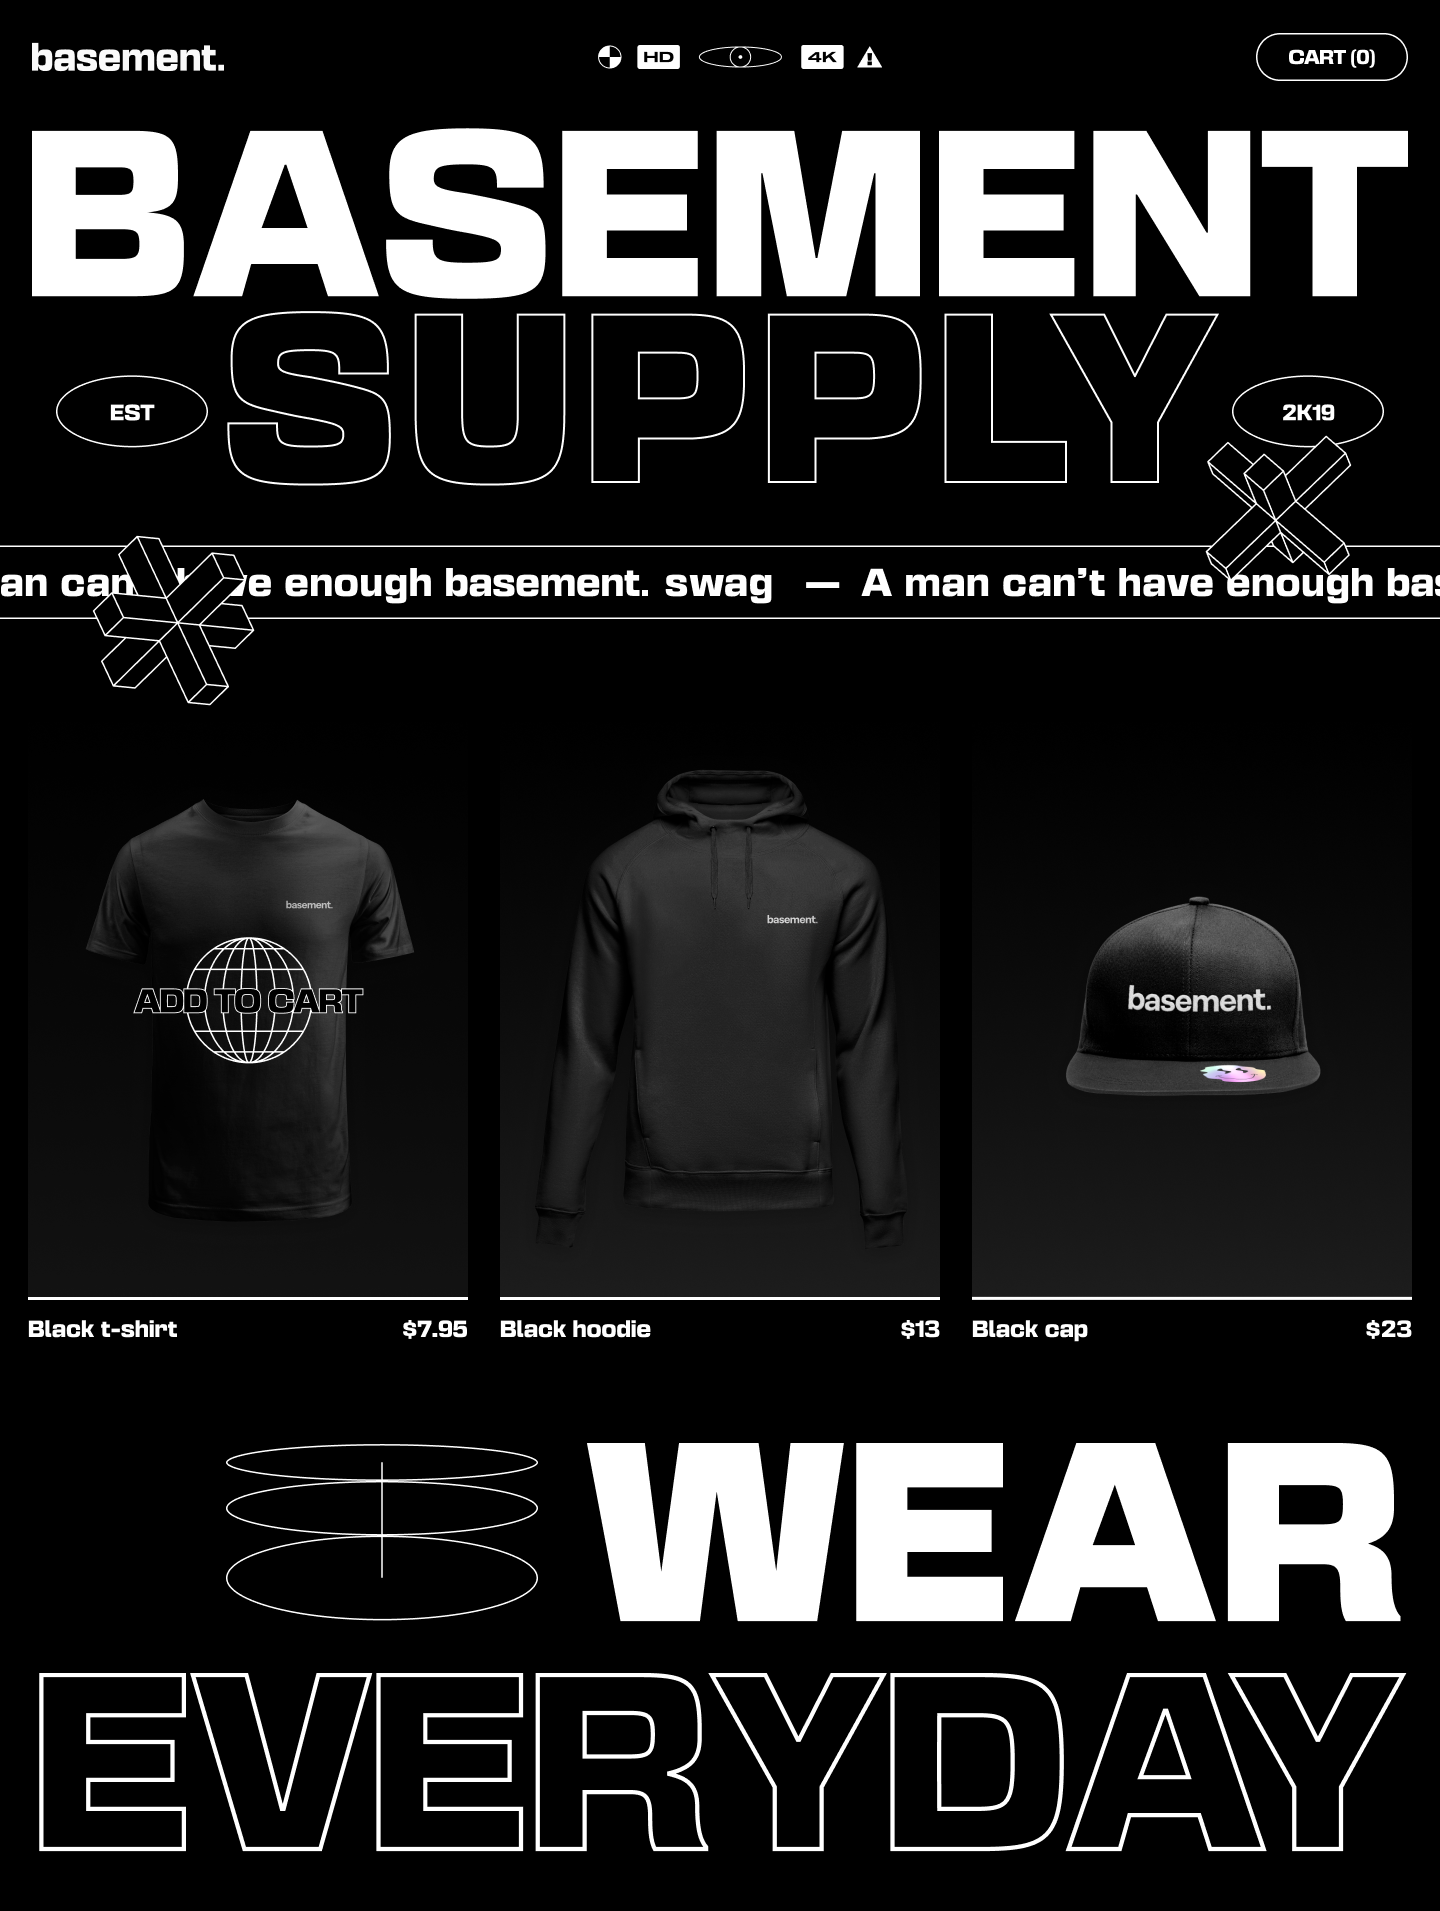 basement. HD 4K CART (0)
BASEMENT
SUPPLY
EST 2K19
an can ve enough basement. swag — A man can’t have enough bas
basement.
basement.
basement.
ADD TO CART
Black t-shirt $7.95 Black hoodie $13 Black cap $23
WEAR
EVERYDAY